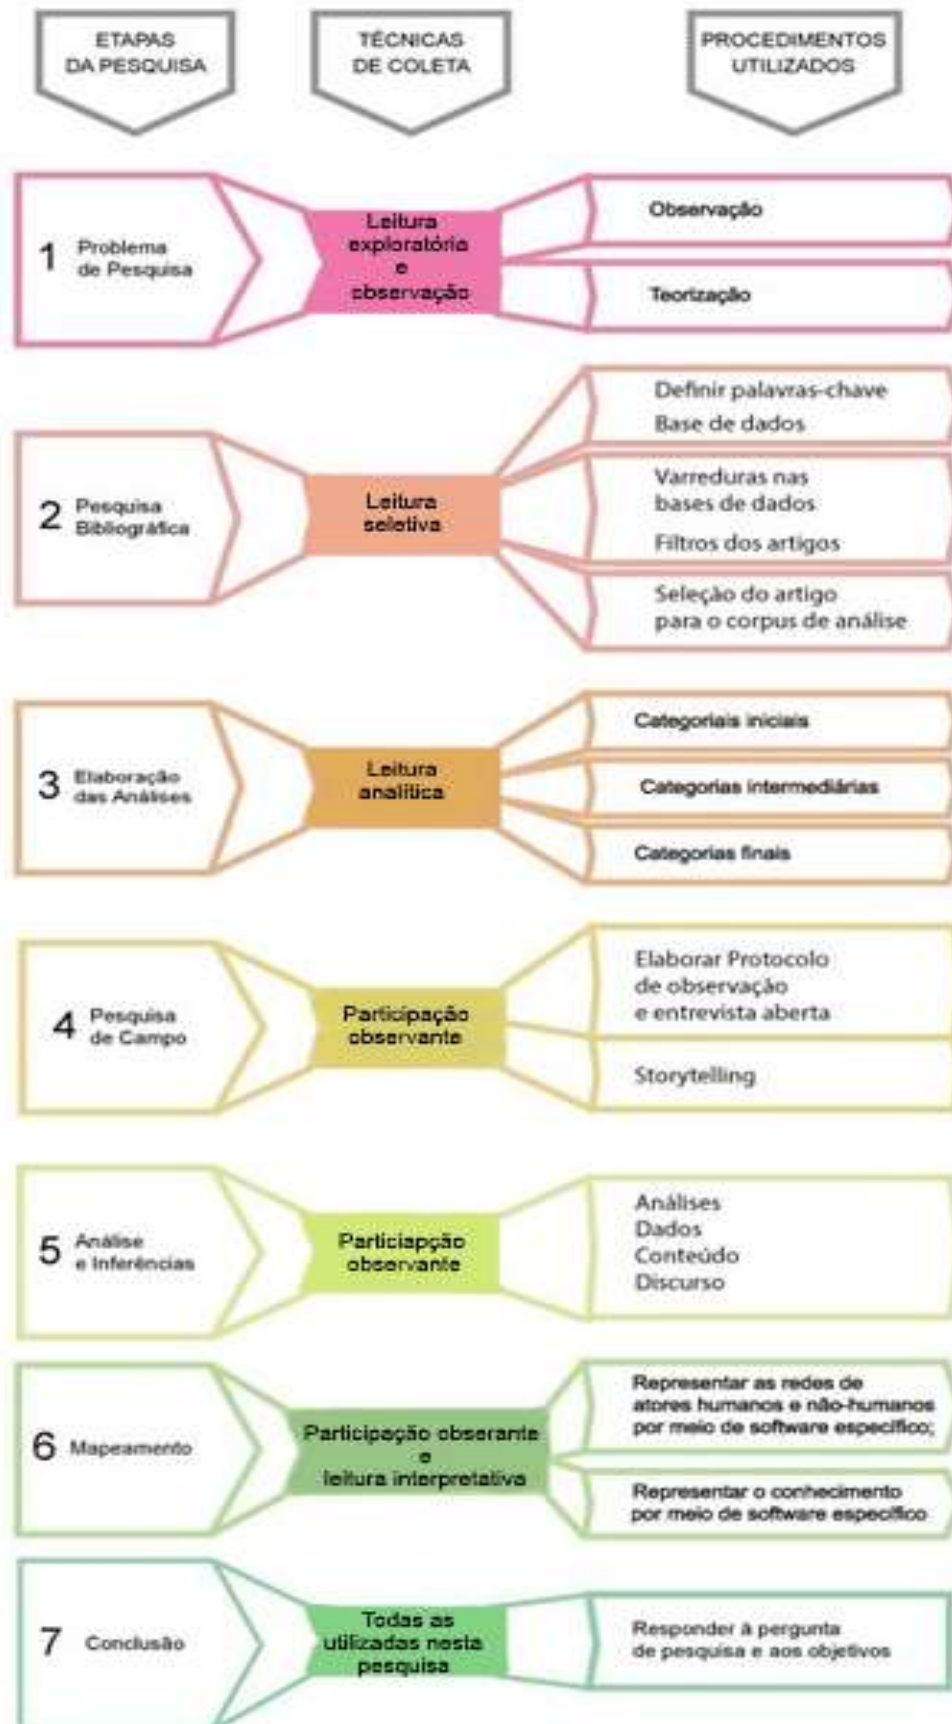 ETAPAS
DA PESQUISA
TÉCNICAS
DE COLETA
PROCEDIMENTOS
UTILIZADOS
1
Problema
de Pesquisa
Leitura
exploratória
e
observação
Observação
Teorização
2
Pesquisa
Bibliográfica
Leitura
seletiva
Definir palavras-chave
Base de dados
Varreduras nas
bases de dados
Filtros dos artigos
Seleção do artigo
para o corpus de análise
3
Elaboração
das Análises
Leitura
analítica
Categoriais iniciais
Categorias intermediárias
Categorias finais
4
Pesquisa
de Campo
Participação
observante
Elaborar Protocolo
de observação
e entrevista aberta
Storytelling
5
Análise
e Inferências
Particiapção
observante
Análises
Dados
Conteúdo
Discurso
6
Mapeamento
Participação obserante
e
leitura interpretativa
Representar as redes de
atores humanos e não-humanos
por meio de software específico;
Representar o conhecimento
por meio de software específico
7
Conclusão
Todas as
utilizadas nesta
pesquisa
Responder à pergunta
de pesquisa e aos objetivos